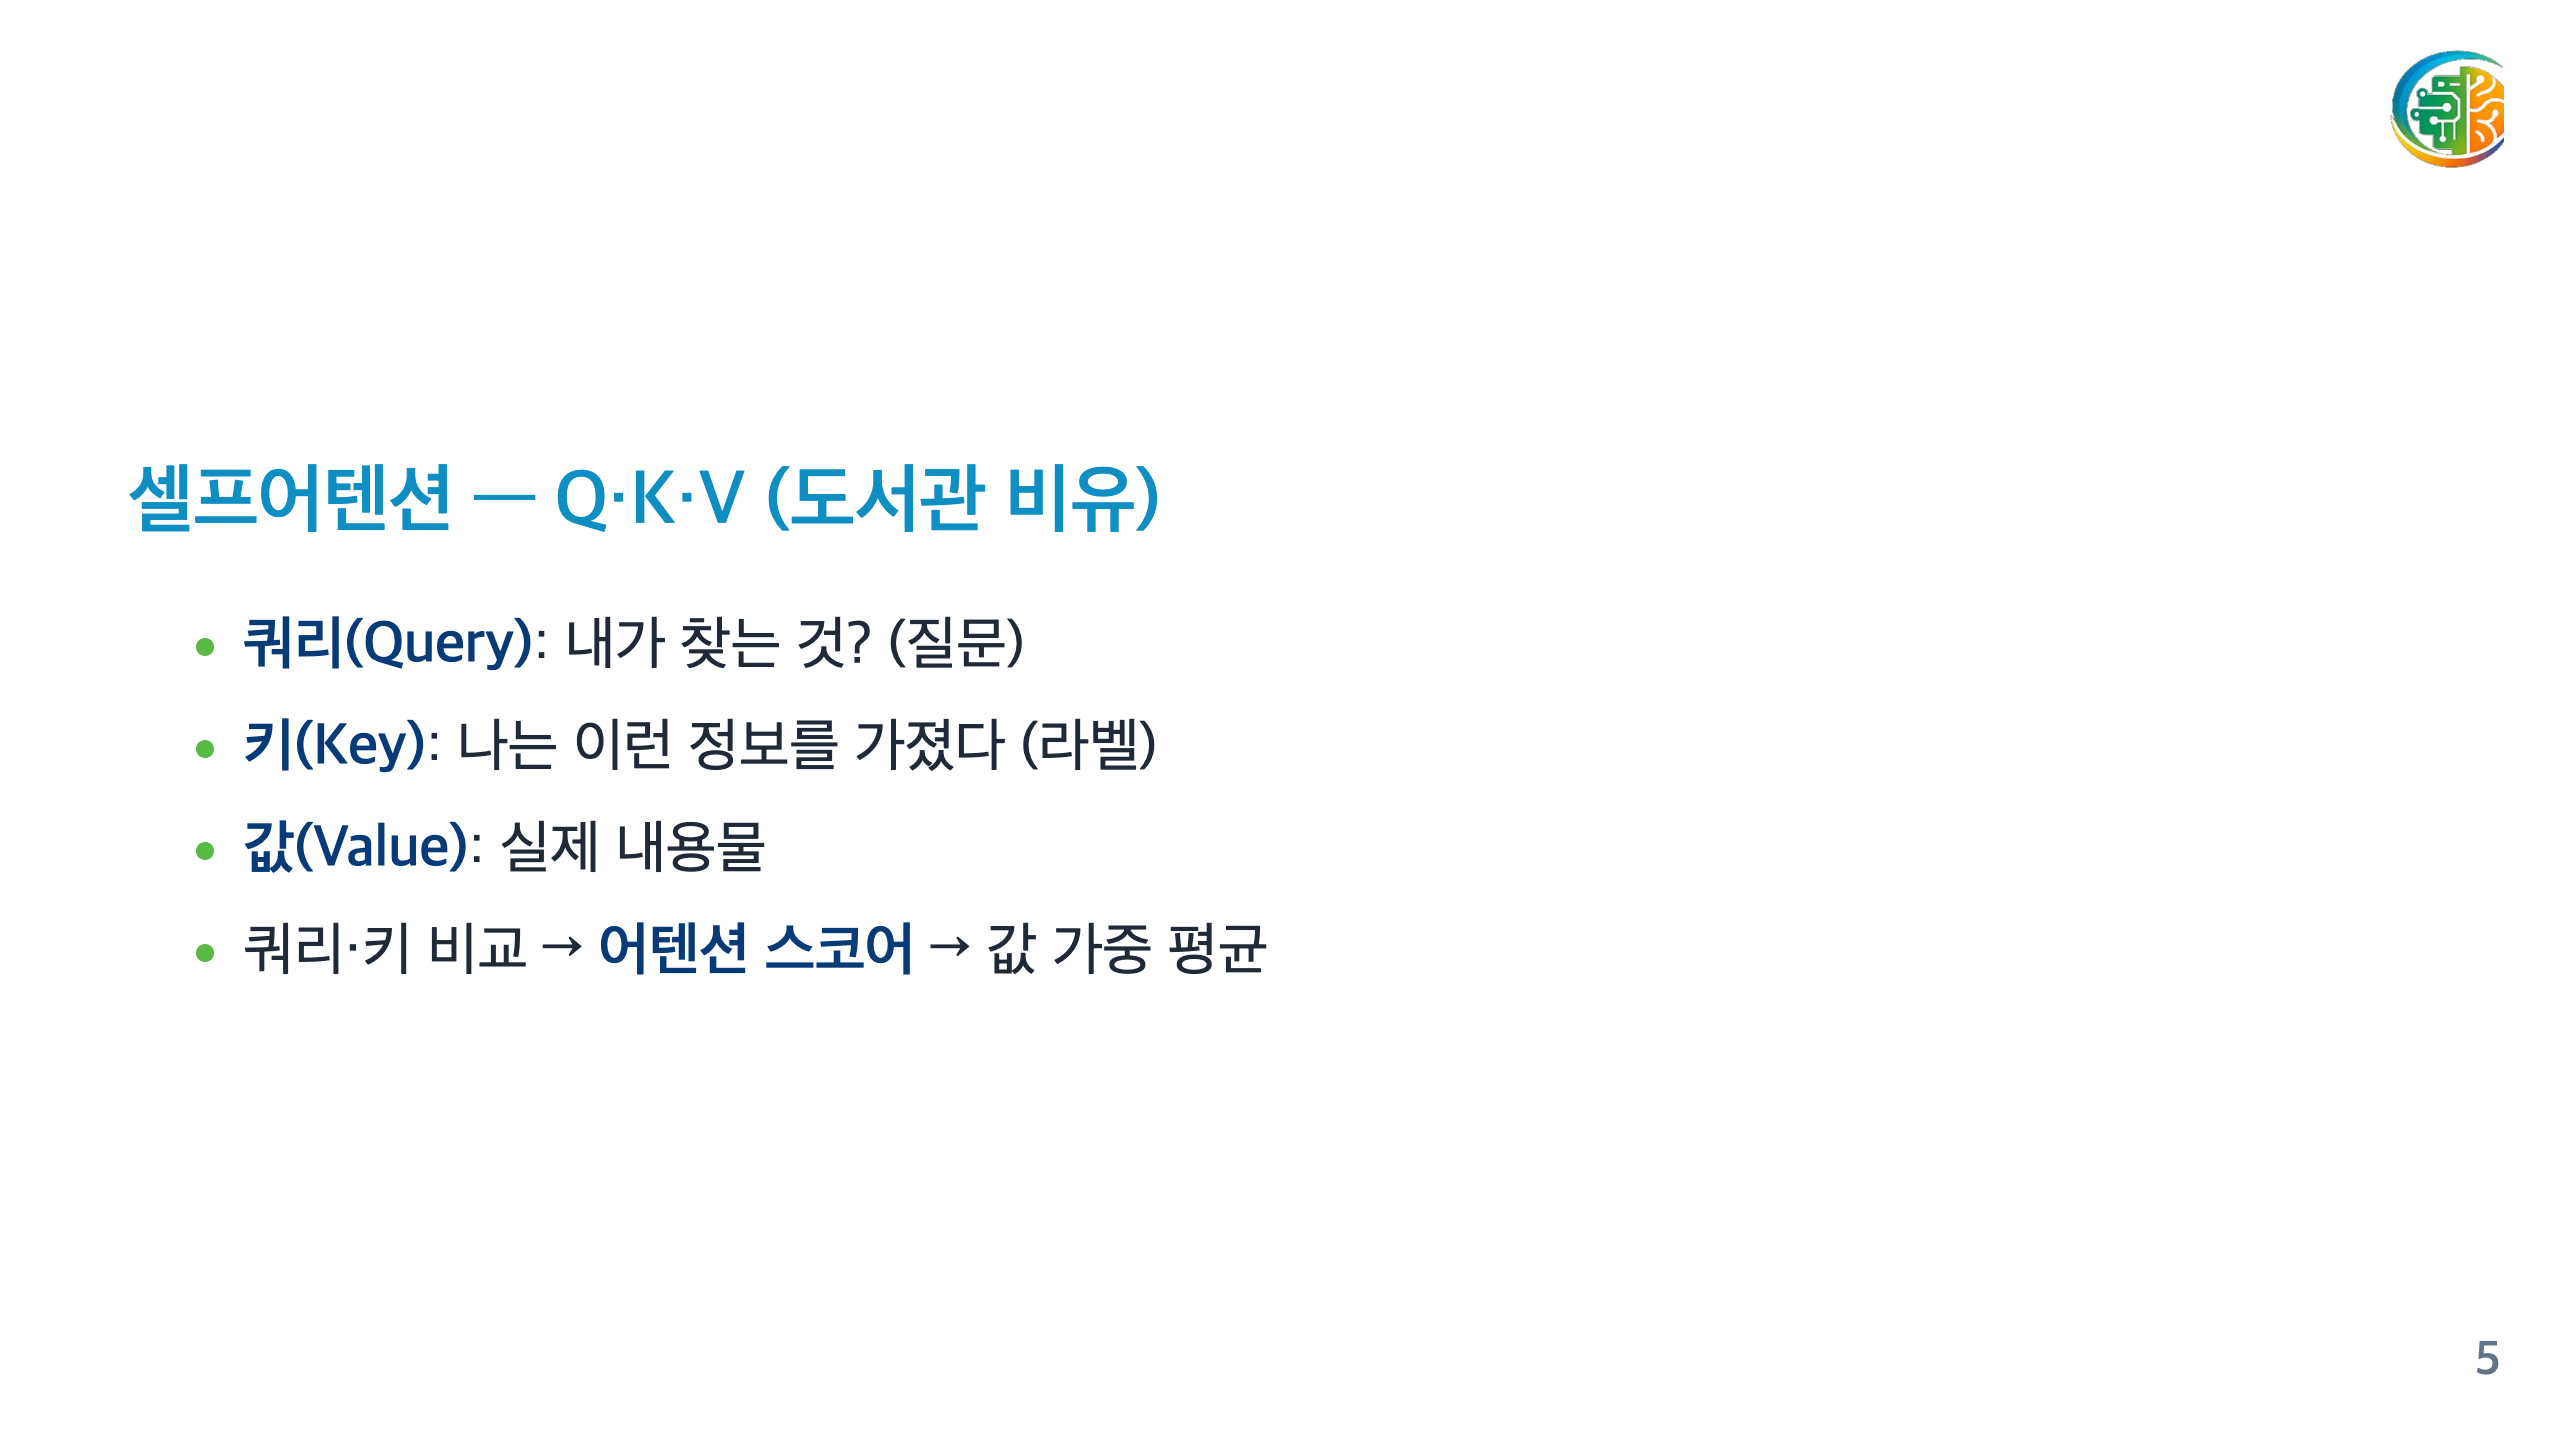 셀프어텐션 — Q·K·V (도서관 비유)
• 쿼리(Query): 내가 찾는 것? (질문)
• 키(Key): 나는 이런 정보를 가졌다 (라벨)
• 값(Value): 실제 내용물
• 쿼리·키 비교 → 어텐션 스코어 → 값 가중 평균
5